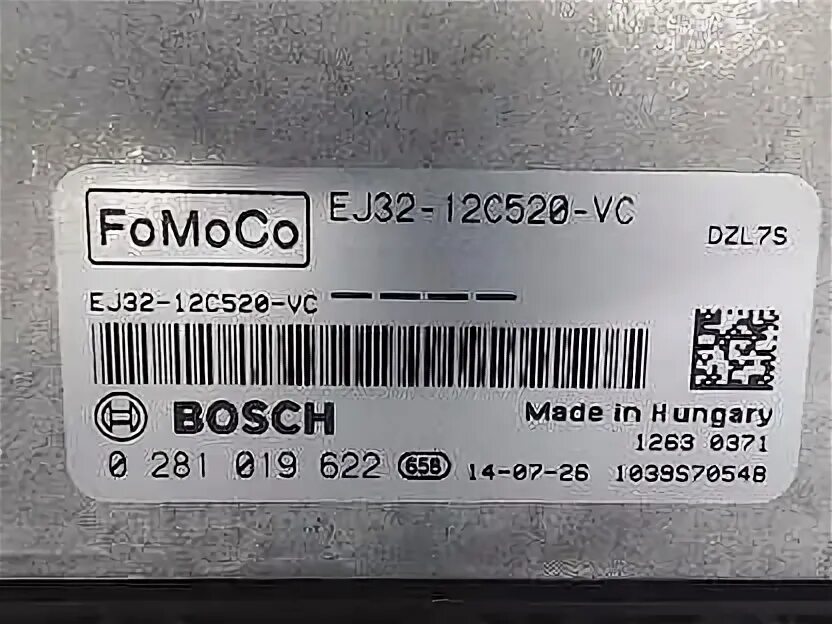 FoMoCo
EJ32-12C520-VC
DZL7S
EJ32-12C520-VC
BOSCH
Made in Hungary
1263 0371
0 281 019 622 658 14-07-26 1039S70548